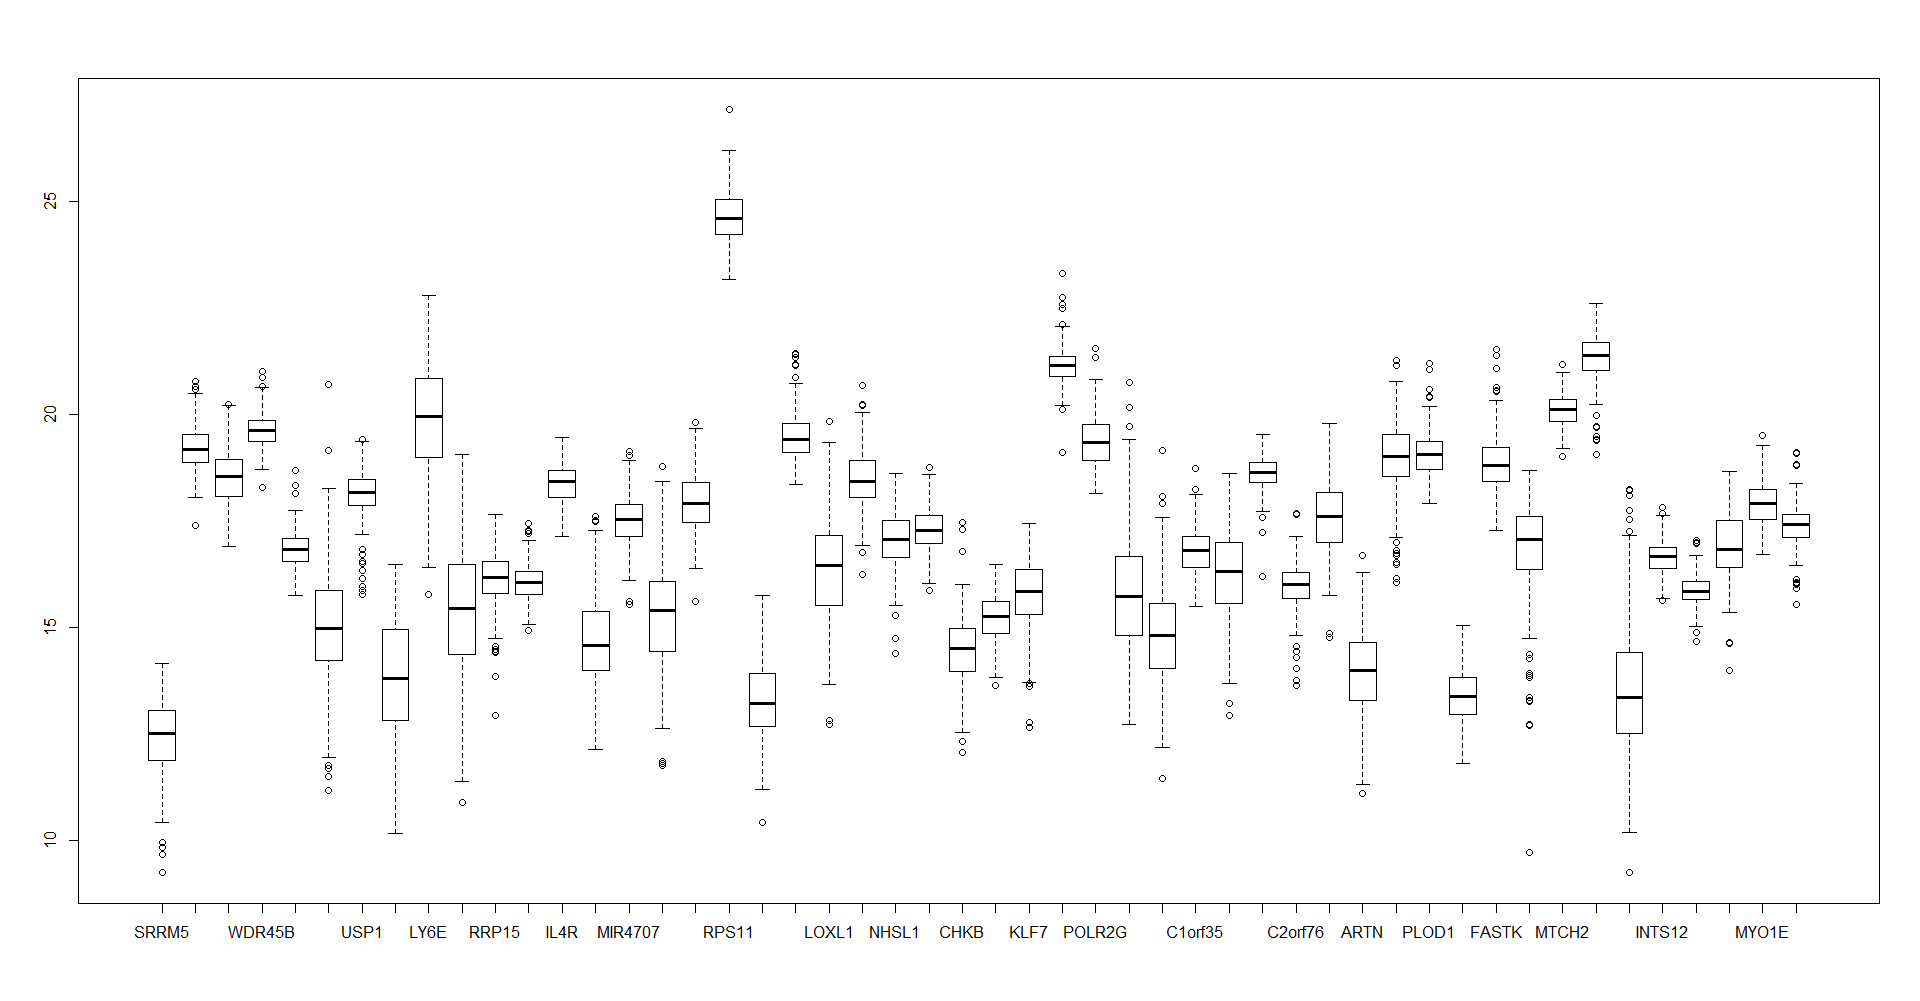 25
20
15
10
SRRM5 WDR45B USP1 LY6E RRP15 IL4R MIR4707 RPS11 LOXL1 NHSL1 CHKB KLF7 POLR2G C1orf35 C2orf76 ARTN PLOD1 FASTK MTCH2 INTS12 MYO1E